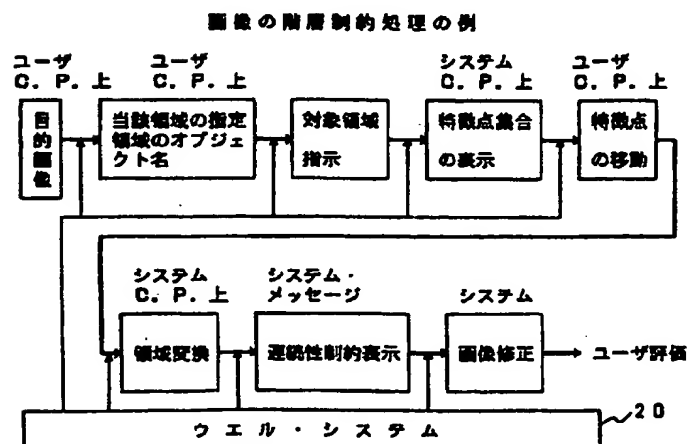 画像の階層制約処理の例
ユーザ
C. P. 上
ユーザ
C. P. 上
システム
C. P. 上
ユーザ
C. P. 上
目的画像
当該領域の指定
領域のオブジェ
クト名
対象領域
指示
特徴点集合
の表示
特徴点
の移動
システム
C. P. 上
システム・
メッセージ
システム
領域変換
連続性制約表示
画像修正
ユーザ評価
ウエル・システム
20